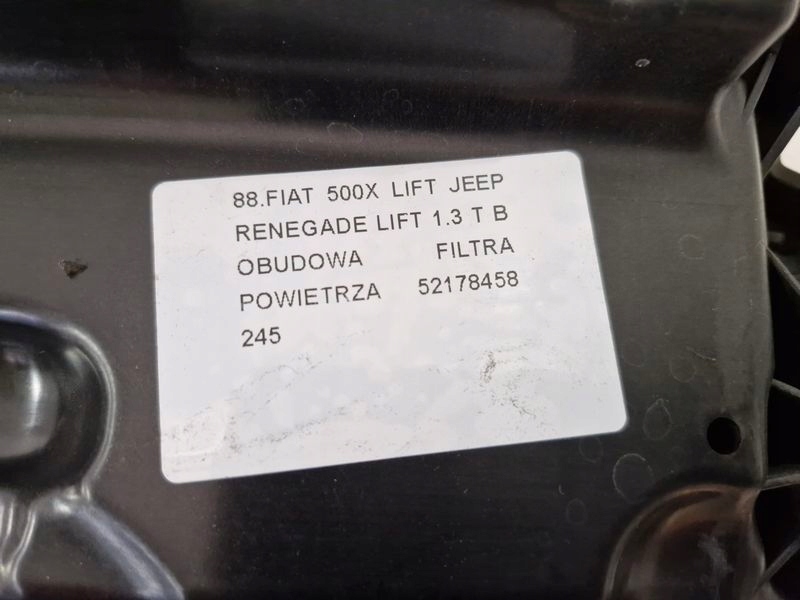 88.FIAT 500X LIFT JEEP
RENEGADE LIFT 1.3 T B
OBUDOWA FILTRA
POWIETRZA 52178458
245